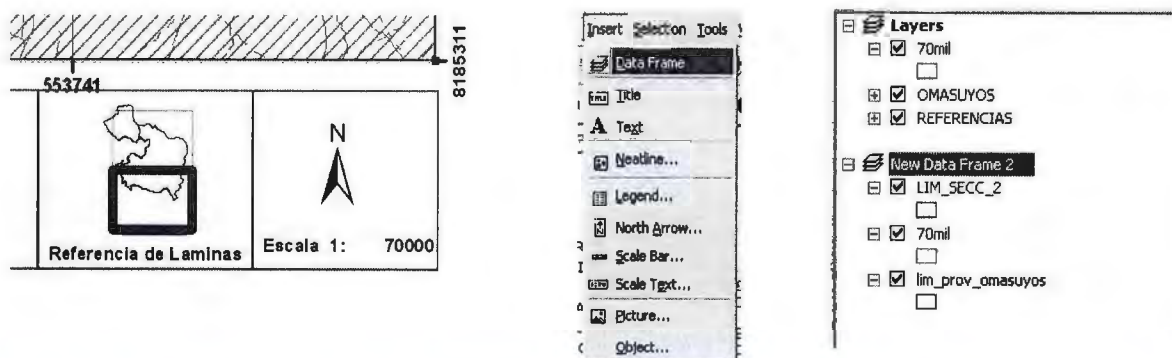 553741
8185311
N
Referencia de Laminas
Escala 1: 70000
Insert Selection Tools
Data Frame
Title
Text
Neatline...
Legend...
North Arrow...
Scale Bar...
Scale Text...
Picture...
Object...
Layers
70mil
OMASUYOS
REFERENCIAS
New Data Frame 2
LIM_SECC_2
70mil
lim_prov_omasuyos